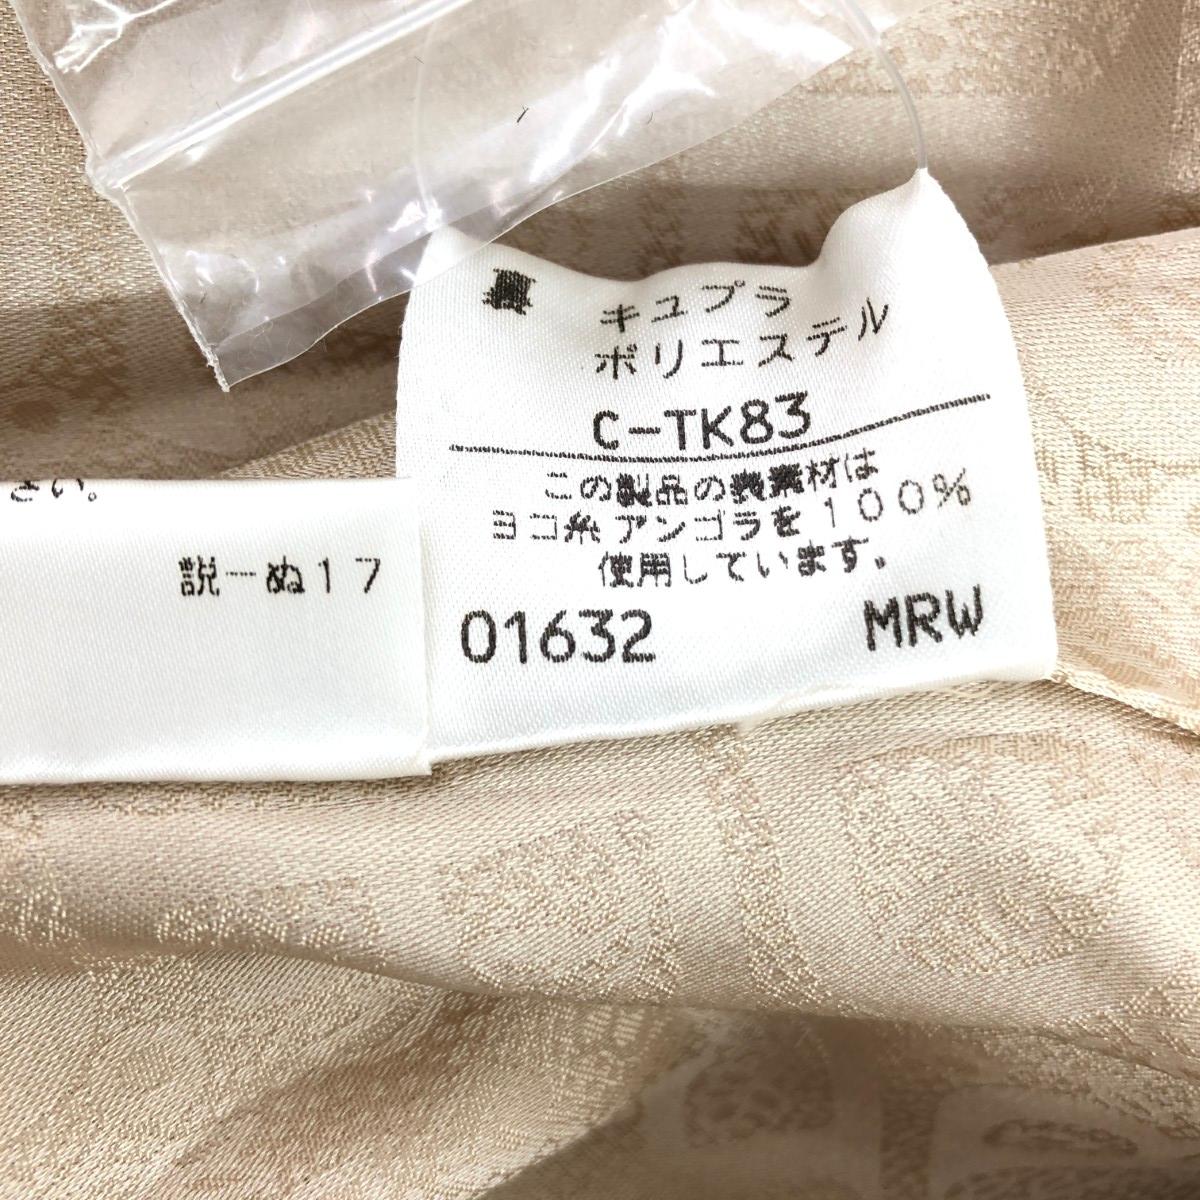 裏 キュプラ
ポリエステル
C-TK83
この製品の表素材は
ヨコ糸アンゴラを100%
使用しています。
01632 MRW
さい。
説-ぬ17